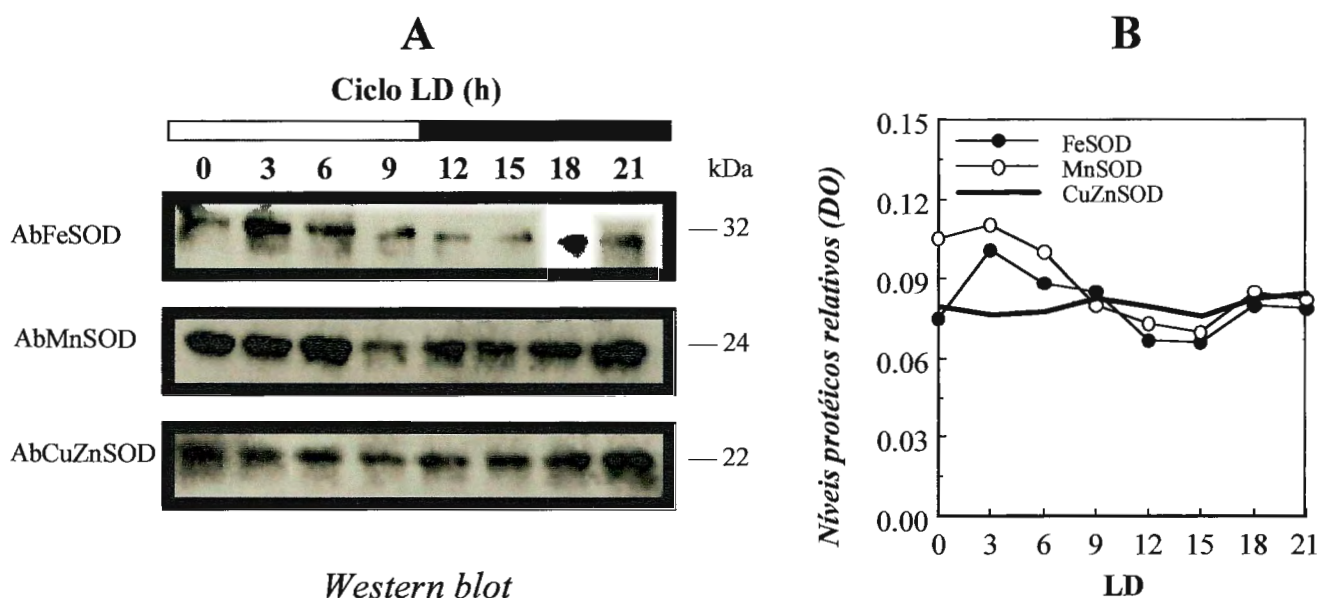 A
Ciclo LD (h)
0 3 6 9 12 15 18 21 kDa
AbFeSOD — 32
AbMnSOD — 24
AbCuZnSOD — 22
Western blot
B
Níveis protéicos relativos (DO)
0.15
0.12
0.09
0.06
0.03
0.00
FeSOD
MnSOD
CuZnSOD
0 3 6 9 12 15 18 21
LD